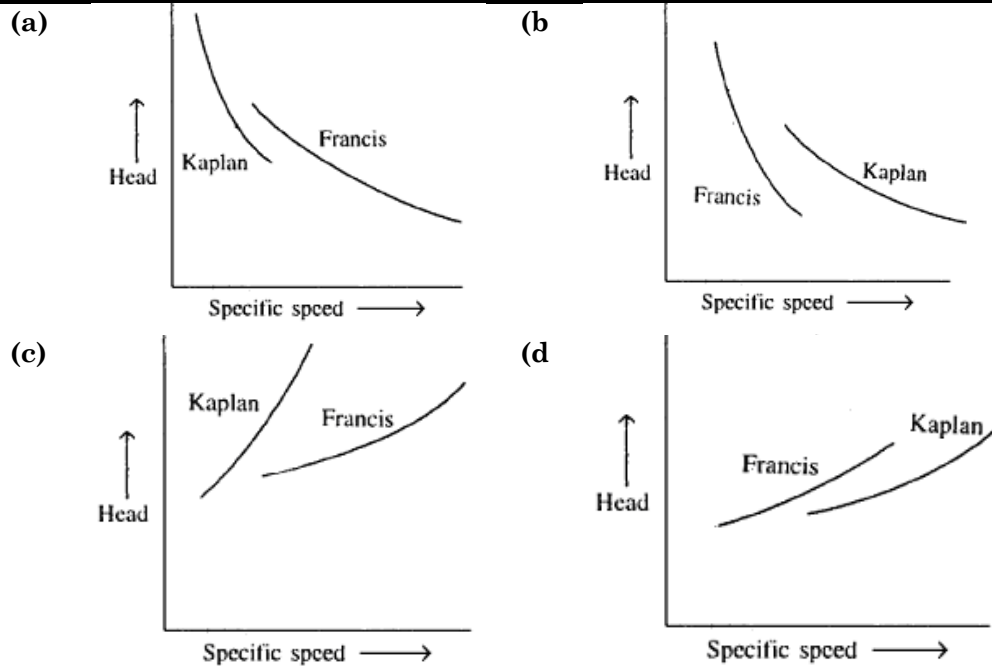 (a)
Kaplan
Francis
Head
Specific speed
(b)
Francis
Kaplan
Head
Specific speed
(c)
Kaplan
Francis
Head
Specific speed
(d
Francis
Kaplan
Head
Specific speed